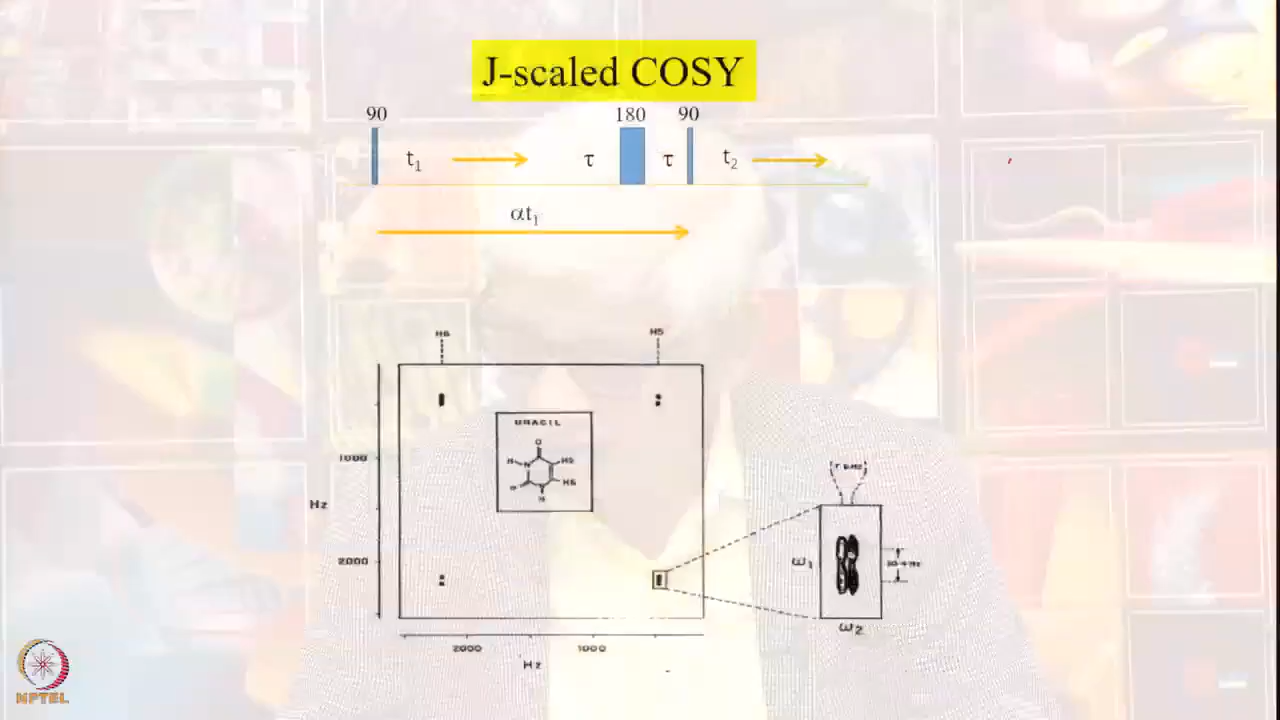 J-scaled COSY
90 180 90
t₁ τ τ t₂
αt₁
H6 H5
URACIL
O
H N H5
H6
N
1000
Hz
2000
ω₁
ω₂
2000 1000
Hz
NPTEL